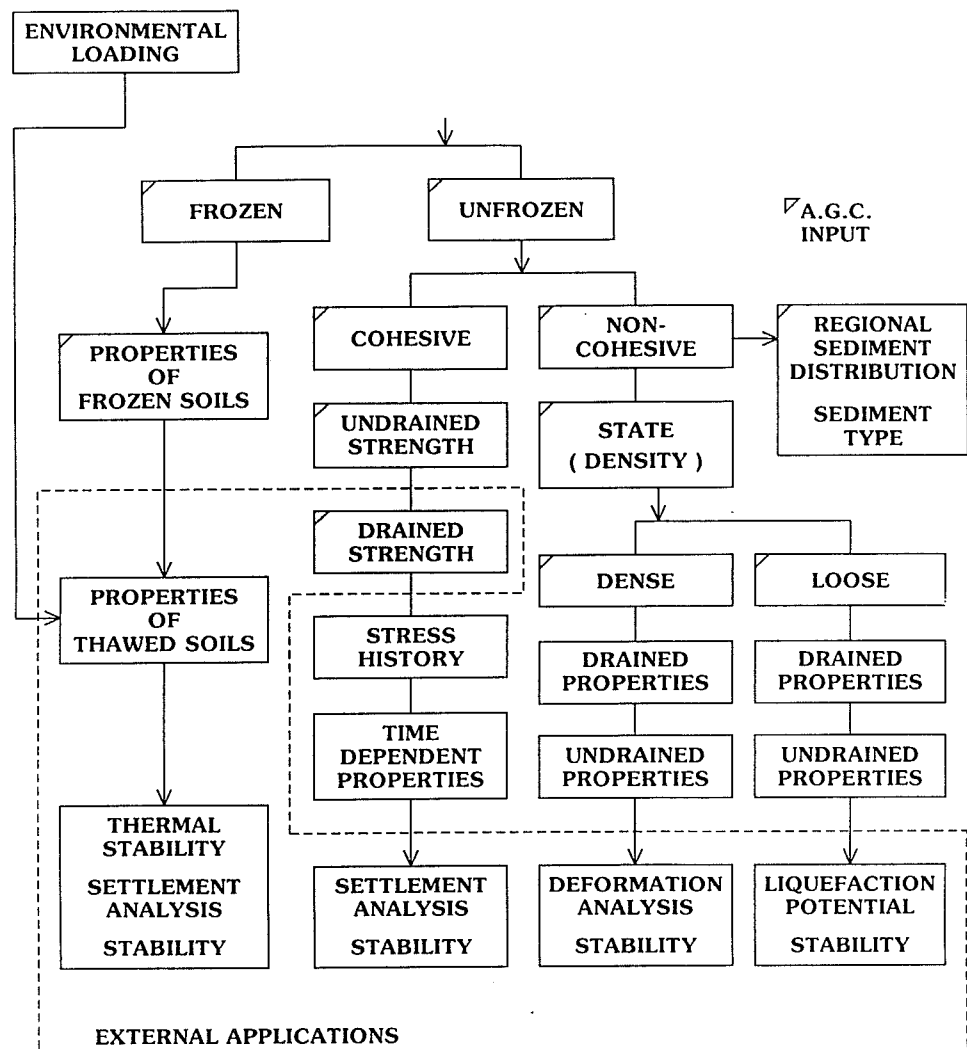 ENVIRONMENTAL
LOADING
FROZEN
UNFROZEN
A.G.C.
INPUT
COHESIVE
NON-
COHESIVE
REGIONAL
SEDIMENT
DISTRIBUTION
SEDIMENT
TYPE
PROPERTIES
OF
FROZEN SOILS
UNDRAINED
STRENGTH
STATE
( DENSITY )
DRAINED
STRENGTH
DENSE
LOOSE
PROPERTIES
OF
THAWED SOILS
STRESS
HISTORY
DRAINED
PROPERTIES
DRAINED
PROPERTIES
TIME
DEPENDENT
PROPERTIES
UNDRAINED
PROPERTIES
UNDRAINED
PROPERTIES
THERMAL
STABILITY
SETTLEMENT
ANALYSIS
STABILITY
SETTLEMENT
ANALYSIS
STABILITY
DEFORMATION
ANALYSIS
STABILITY
LIQUEFACTION
POTENTIAL
STABILITY
EXTERNAL APPLICATIONS